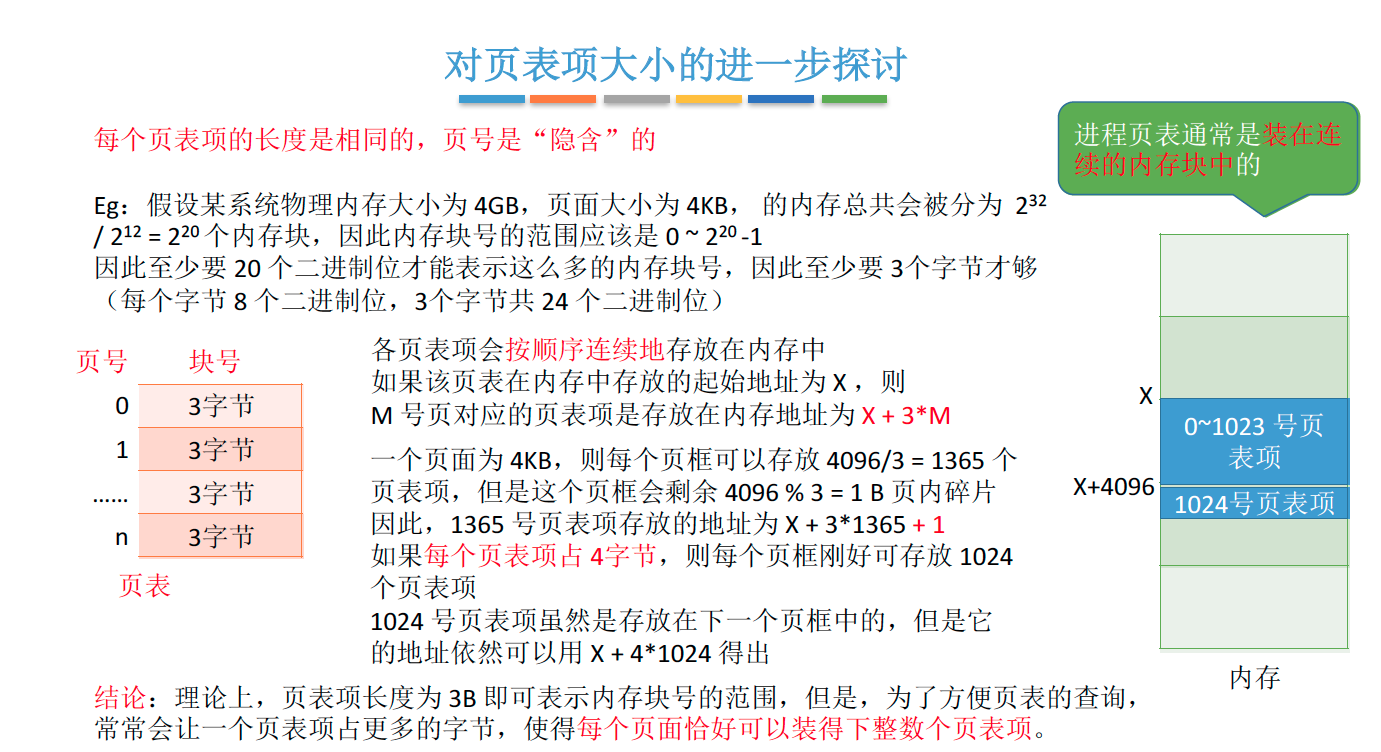 对页表项大小的进一步探讨
每个页表项的长度是相同的，页号是“隐含”的
进程页表通常是装在连
续的内存块中的
Eg：假设某系统物理内存大小为 4GB，页面大小为 4KB， 的内存总共会被分为 2³²
/ 2¹² = 2²⁰ 个内存块，因此内存块号的范围应该是 0 ~ 2²⁰ -1
因此至少要 20 个二进制位才能表示这么多的内存块号，因此至少要 3个字节才够
（每个字节 8 个二进制位，3个字节共 24 个二进制位）
页号 块号
0 3字节
1 3字节
…… 3字节
n 3字节
页表
各页表项会按顺序连续地存放在内存中
如果该页表在内存中存放的起始地址为 X ，则
M 号页对应的页表项是存放在内存地址为 X + 3*M
一个页面为 4KB，则每个页框可以存放 4096/3 = 1365 个
页表项，但是这个页框会剩余 4096 % 3 = 1 B 页内碎片
因此，1365 号页表项存放的地址为 X + 3*1365 + 1
如果每个页表项占 4字节，则每个页框刚好可存放 1024
个页表项
1024 号页表项虽然是存放在下一个页框中的，但是它
的地址依然可以用 X + 4*1024 得出
X
0~1023 号页
表项
X+4096
1024号页表项
内存
结论：理论上，页表项长度为 3B 即可表示内存块号的范围，但是，为了方便页表的查询，
常常会让一个页表项占更多的字节，使得每个页面恰好可以装得下整数个页表项。